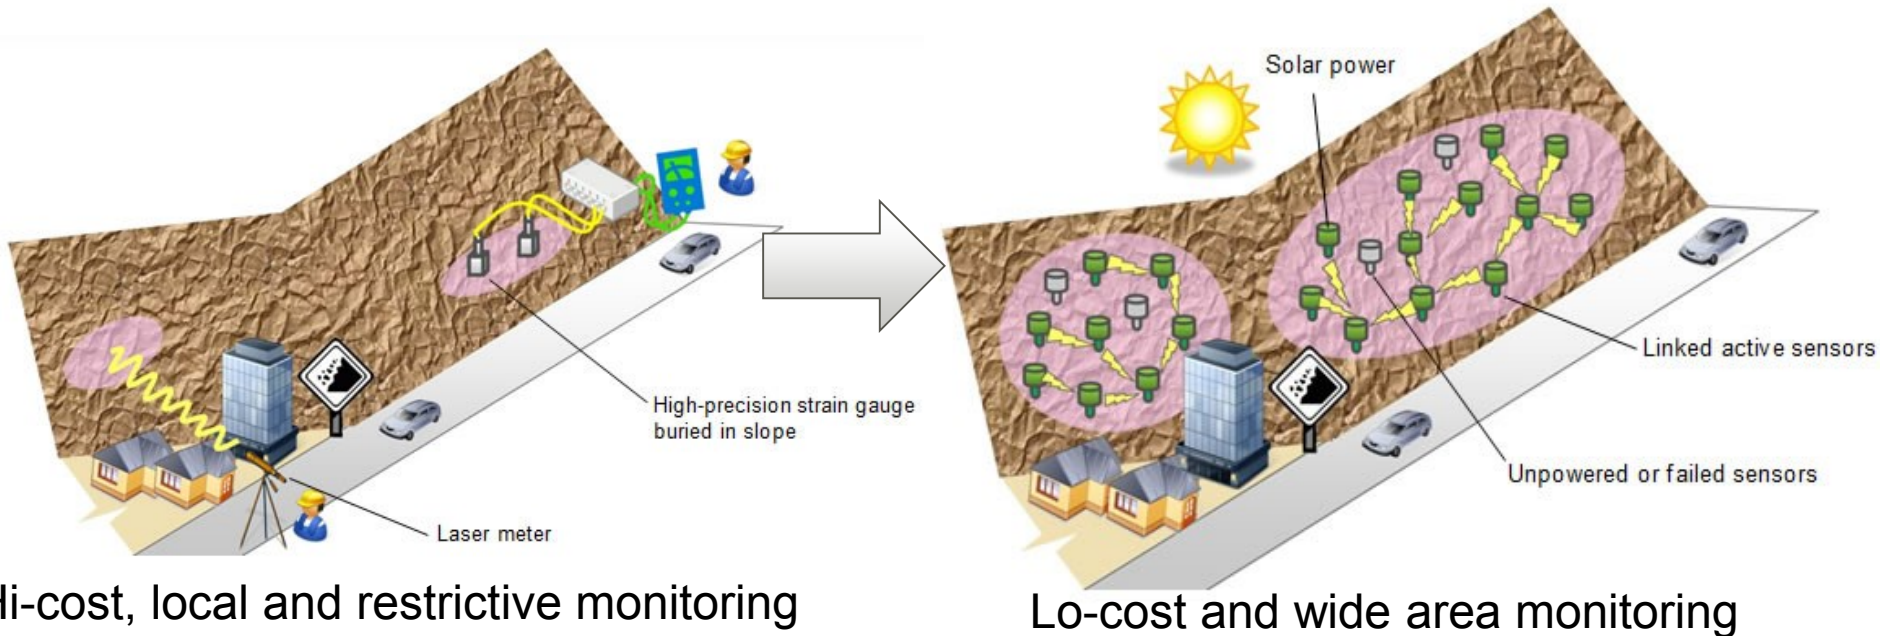 High-precision strain gauge
buried in slope
Laser meter
Hi-cost, local and restrictive monitoring
Solar power
Linked active sensors
Unpowered or failed sensors
Lo-cost and wide area monitoring